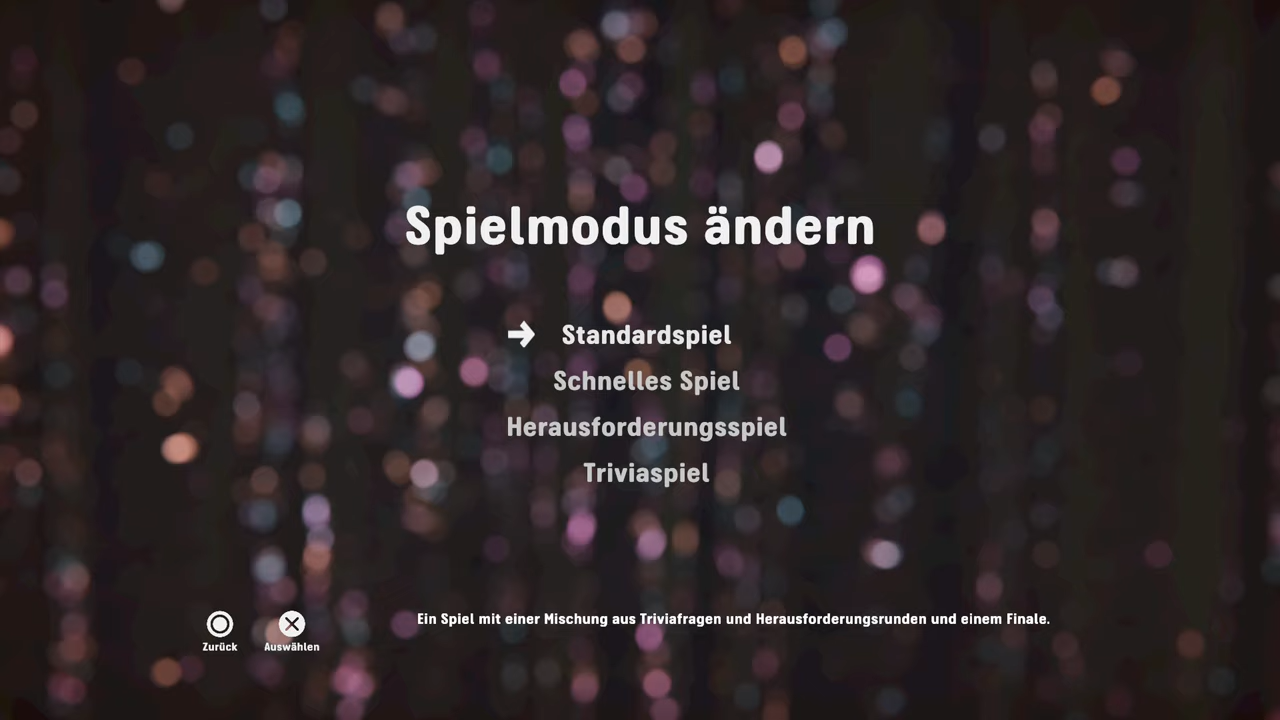 Spielmodus ändern
Standardspiel
Schnelles Spiel
Herausforderungsspiel
Triviaspiel
Ein Spiel mit einer Mischung aus Triviafragen und Herausforderungsrunden und einem Finale.
Zurück
Auswählen